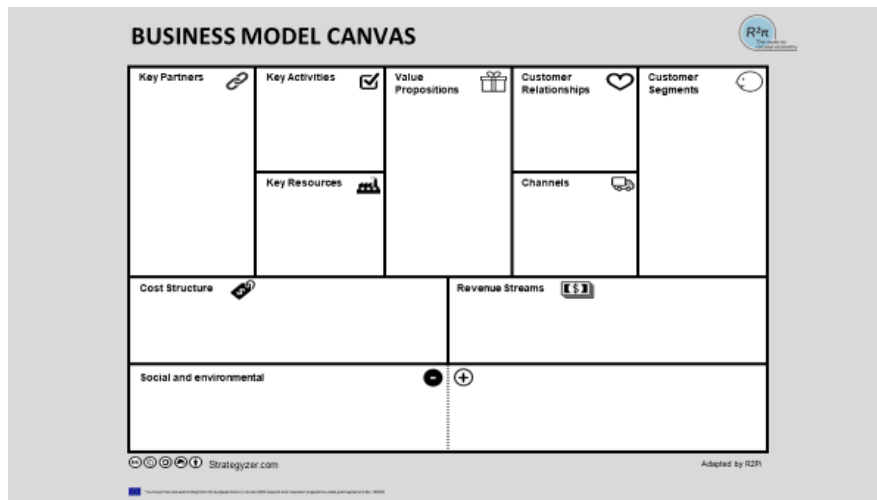 BUSINESS MODEL CANVAS
R²π
Key Partners
Key Activities
Value
Propositions
Customer
Relationships
Customer
Segments
Key Resources
Channels
Cost Structure
Revenue Streams
Social and environmental
Strategyzer.com
Adapted by R2Pi